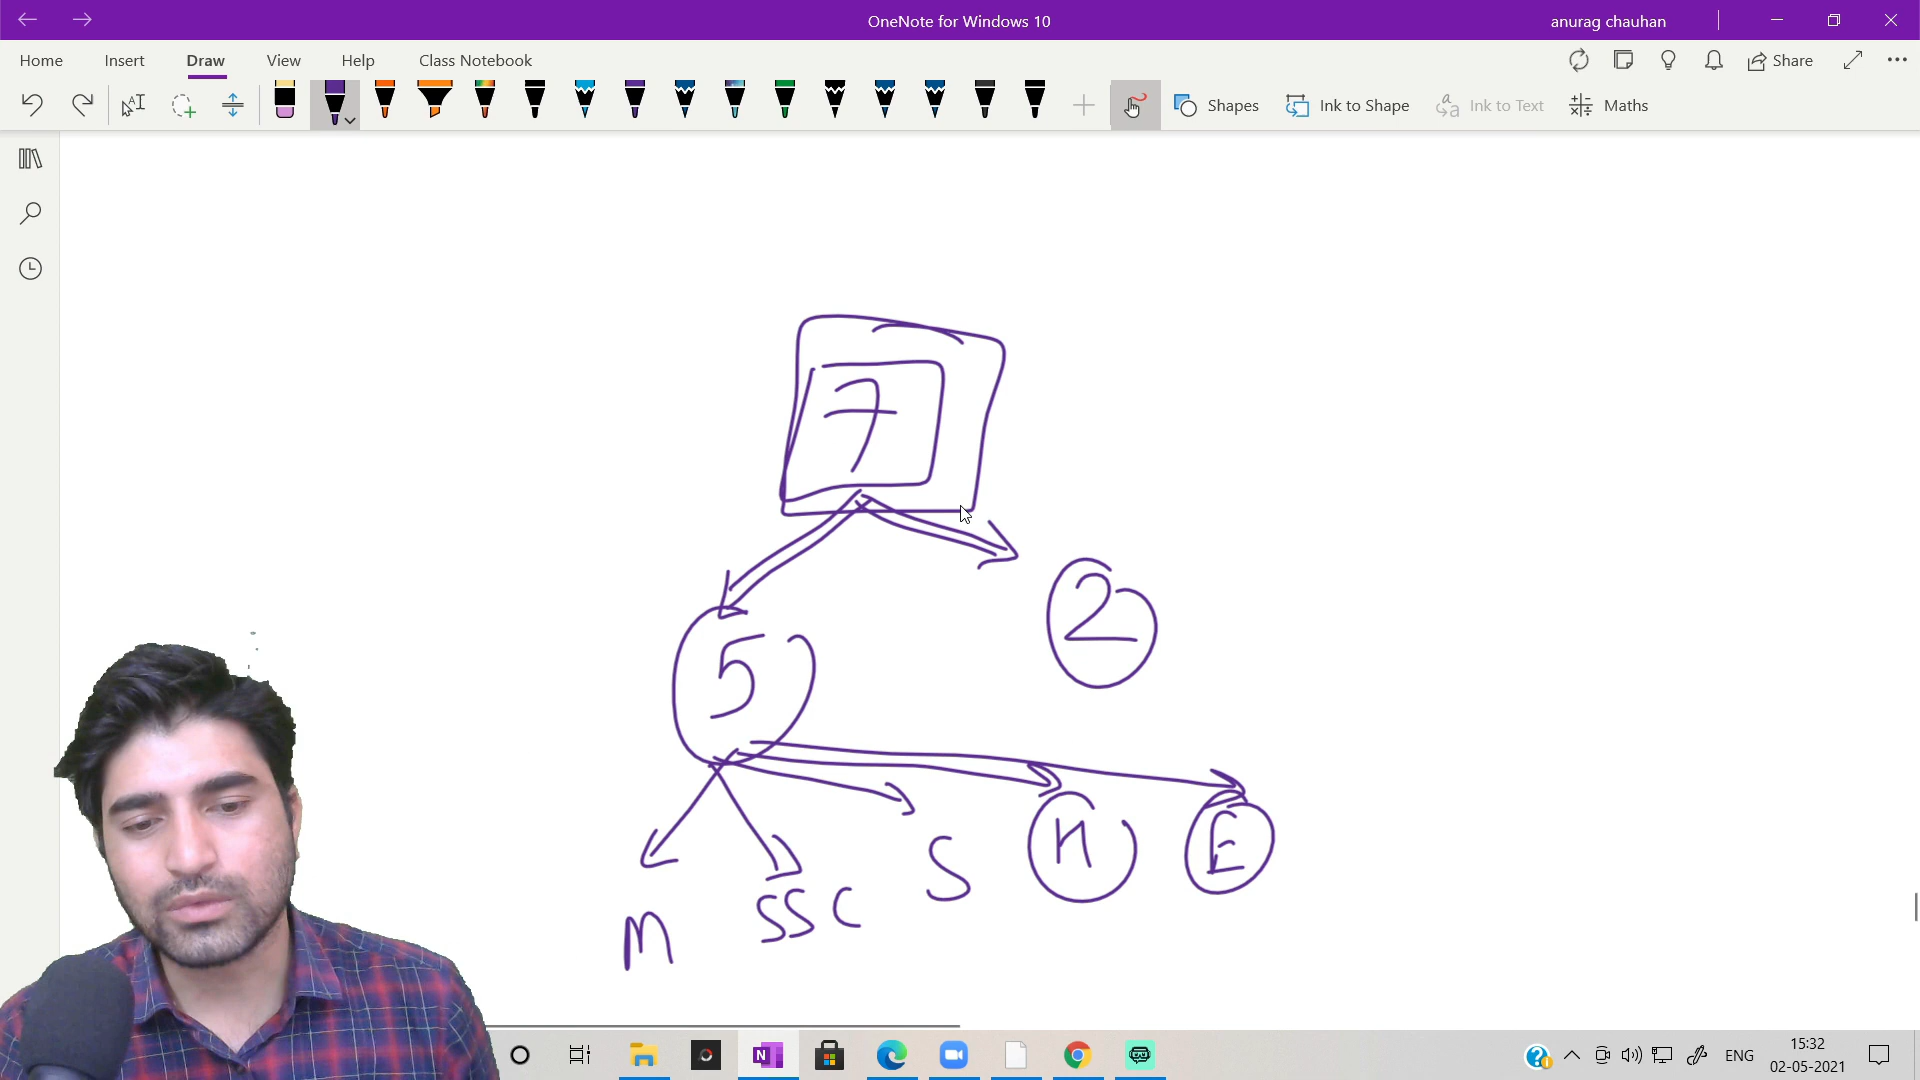 OneNote for Windows 10
anurag chauhan
Home Insert Draw View Help Class Notebook
Share
Shapes Ink to Shape Ink to Text Maths
7
5
2
M SSC S H E
ENG
15:32
02-05-2021